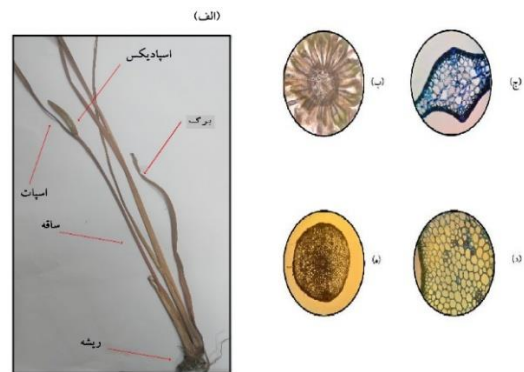 (الف)
اسپادیکس
برگ
اسپات
ساقه
ریشه
(ب)
(ج)
(د)
(ه)